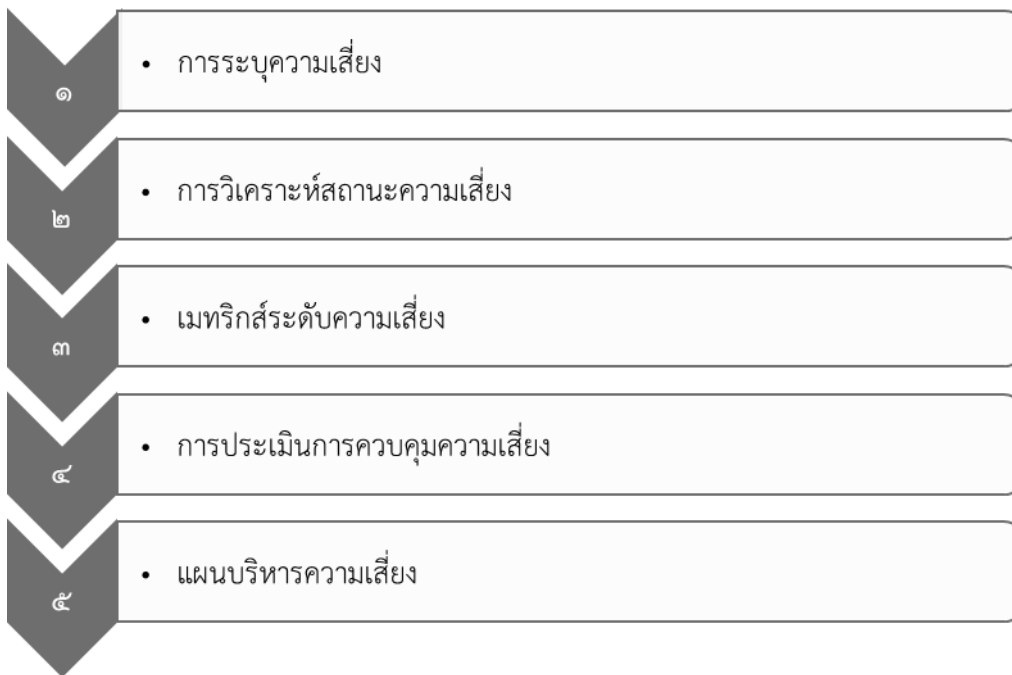 ๑
• การระบุความเสี่ยง
๒
• การวิเคราะห์สถานะความเสี่ยง
๓
• เมทริกส์ระดับความเสี่ยง
๔
• การประเมินการควบคุมความเสี่ยง
๕
• แผนบริหารความเสี่ยง